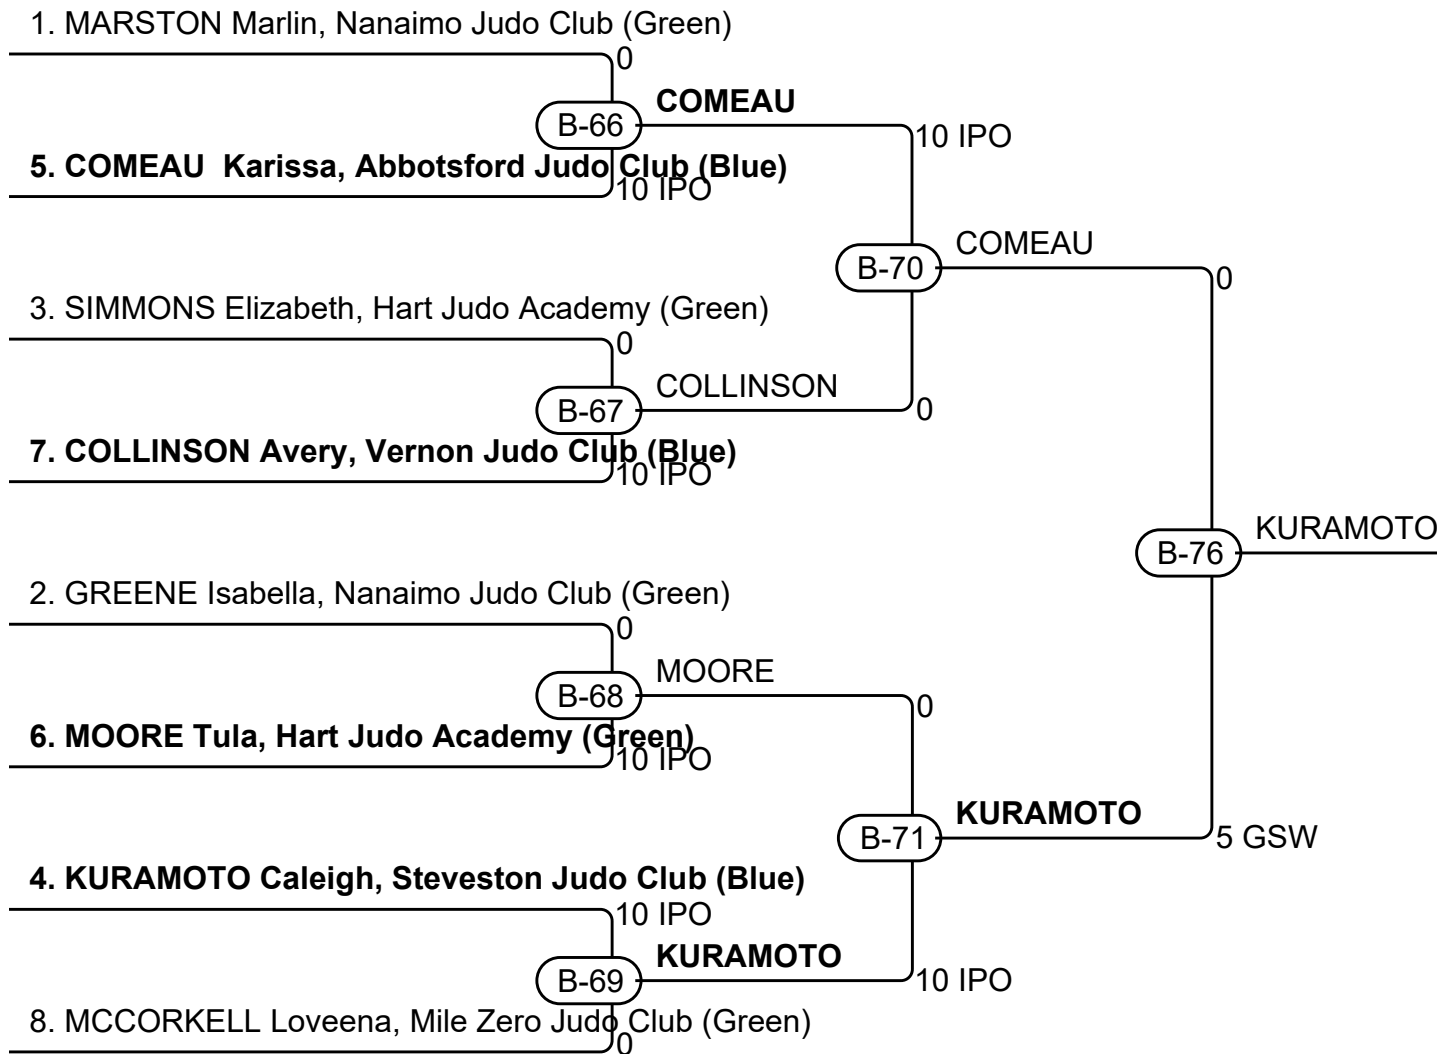 1. MARSTON Marlin, Nanaimo Judo Club (Green)
0
COMEAU
B-66
10 IPO
5. COMEAU  Karissa, Abbotsford Judo Club (Blue)
10 IPO
COMEAU
B-70
0
3. SIMMONS Elizabeth, Hart Judo Academy (Green)
0
COLLINSON
B-67
0
7. COLLINSON Avery, Vernon Judo Club (Blue)
10 IPO
KURAMOTO
B-76
2. GREENE Isabella, Nanaimo Judo Club (Green)
0
MOORE
B-68
0
6. MOORE Tula, Hart Judo Academy (Green)
10 IPO
KURAMOTO
B-71
5 GSW
4. KURAMOTO Caleigh, Steveston Judo Club (Blue)
10 IPO
KURAMOTO
B-69
10 IPO
8. MCCORKELL Loveena, Mile Zero Judo Club (Green)
0